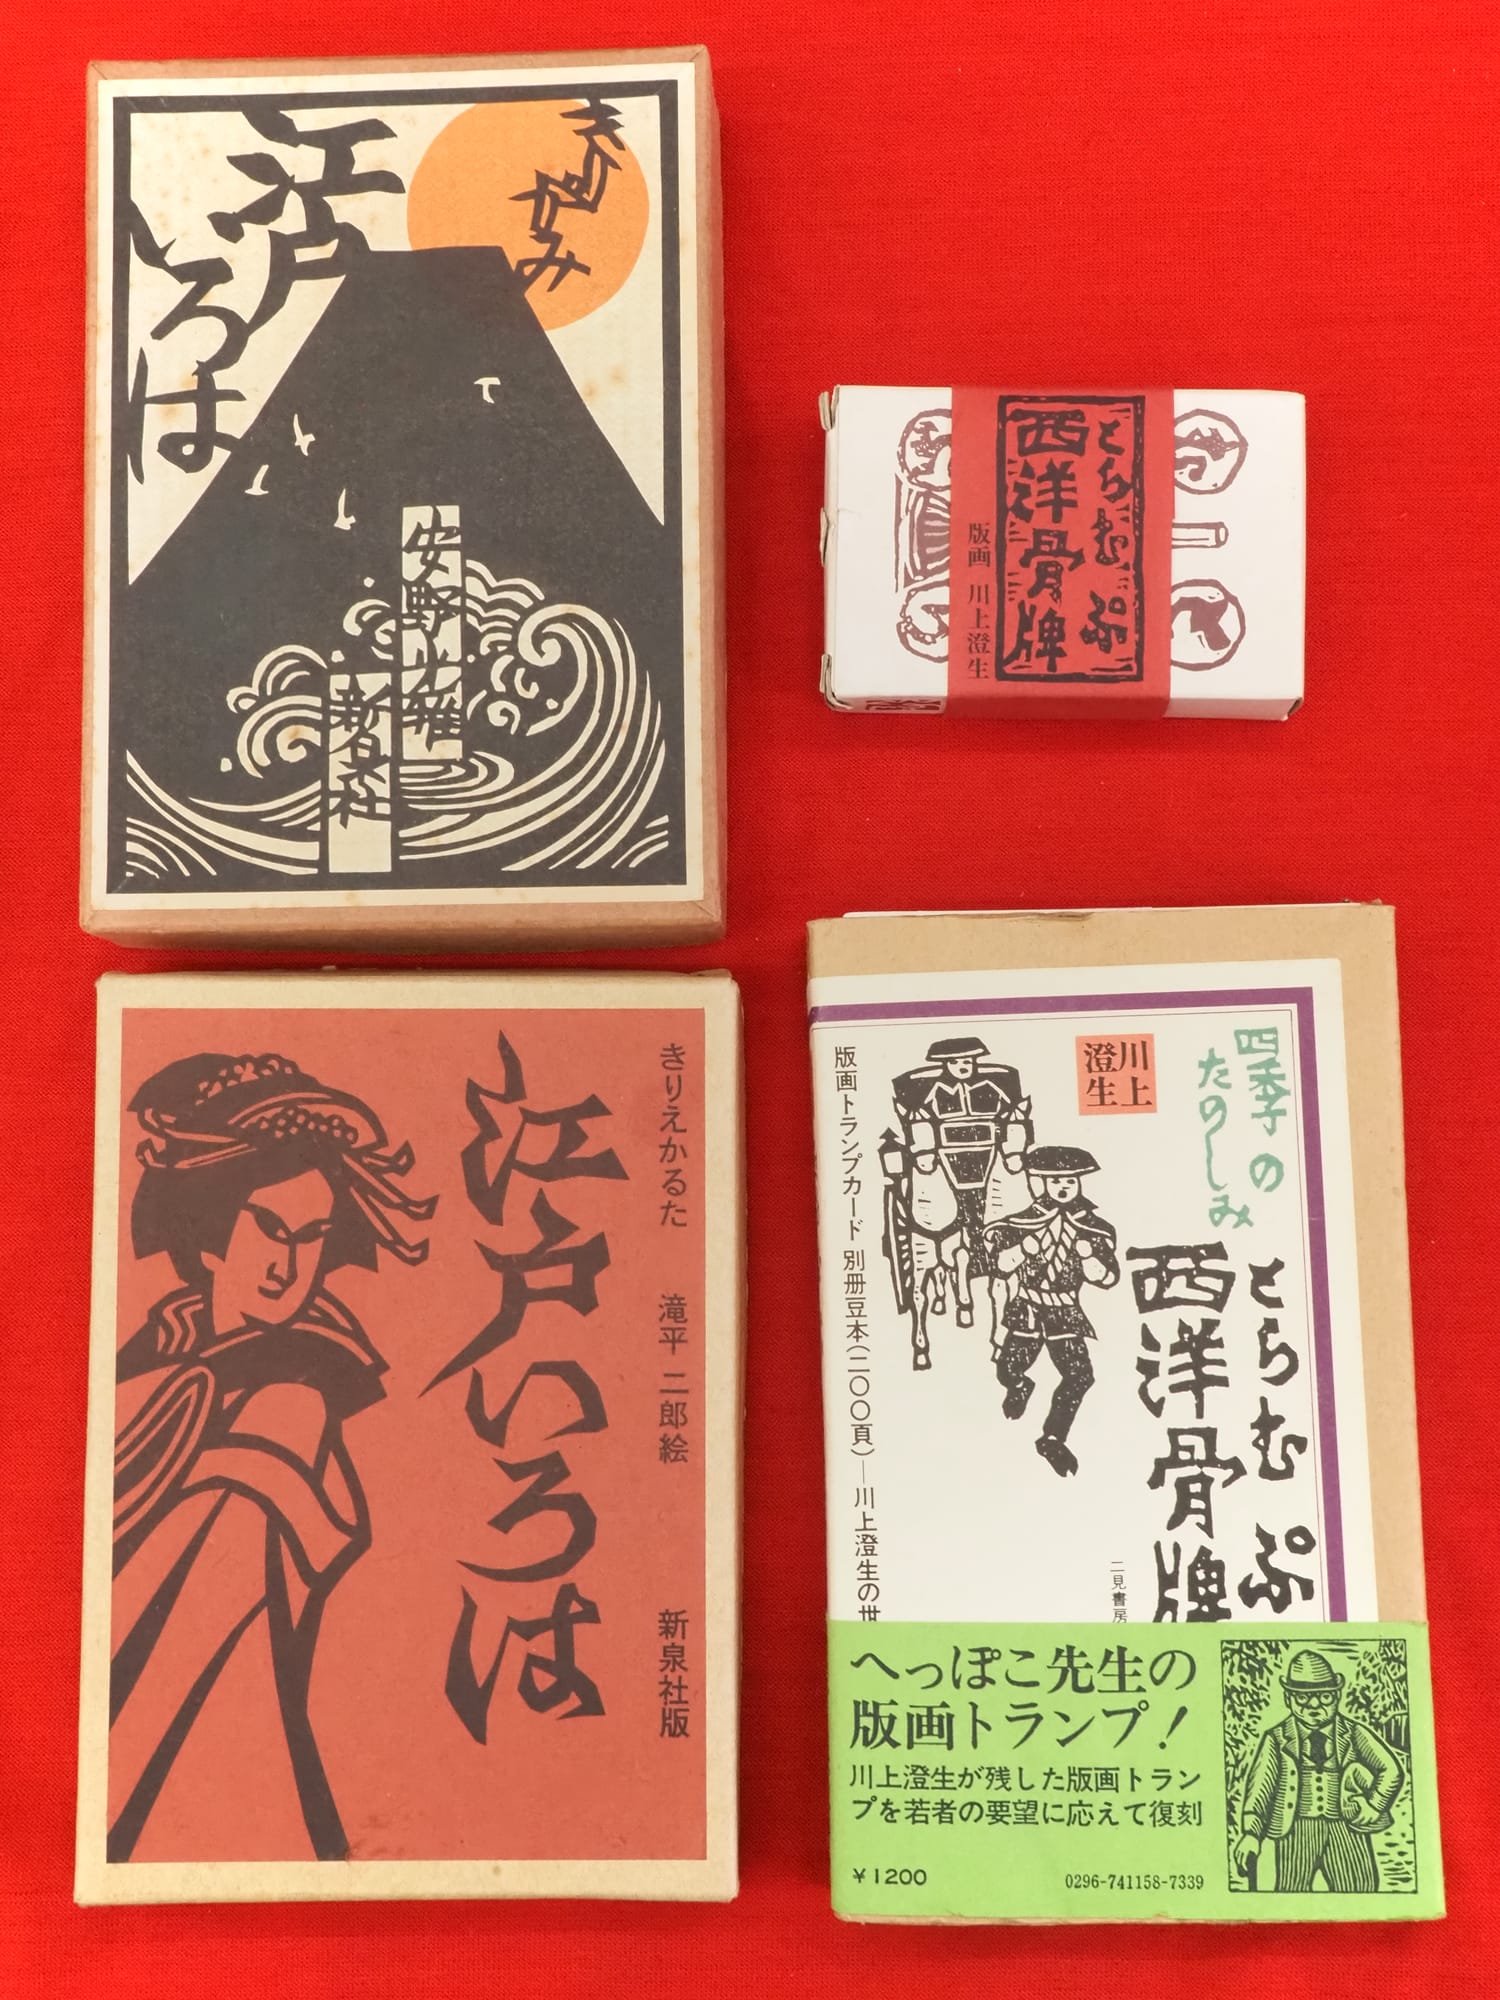 きりがみ
江戸
いろは
安野光雅
新泉社
とらむぷ
西洋骨牌
版画 川上澄生
きりえかるた 滝平二郎絵 新泉社版
江戸いろは
四季の
たのしみ
とらむぷ
西洋骨牌
川上
澄生
二見書房
版画トランプカード 別冊豆本(二〇〇頁)―川上澄生の世
へっぽこ先生の
版画トランプ!
川上澄生が残した版画トラン
プを若者の要望に応えて復刻
¥1200
0296-741158-7339